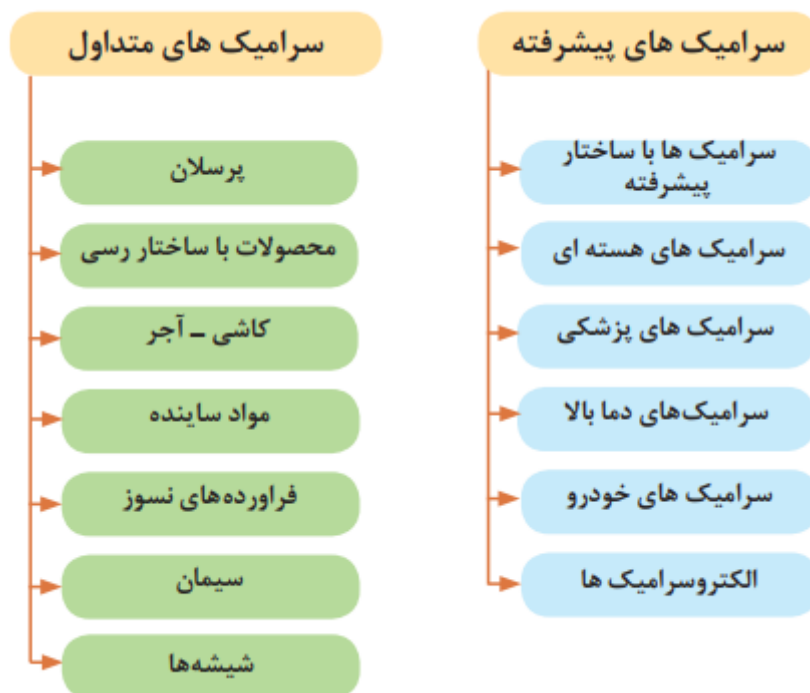 سرامیک های پیشرفته
سرامیک ها با ساختار
پیشرفته
سرامیک های هسته ای
سرامیک های پزشکی
سرامیک‌های دما بالا
سرامیک های خودرو
الکتروسرامیک ها
سرامیک های متداول
پرسلان
محصولات با ساختار رسی
کاشی ـ آجر
مواد ساینده
فراورده‌های نسوز
سیمان
شیشه‌ها